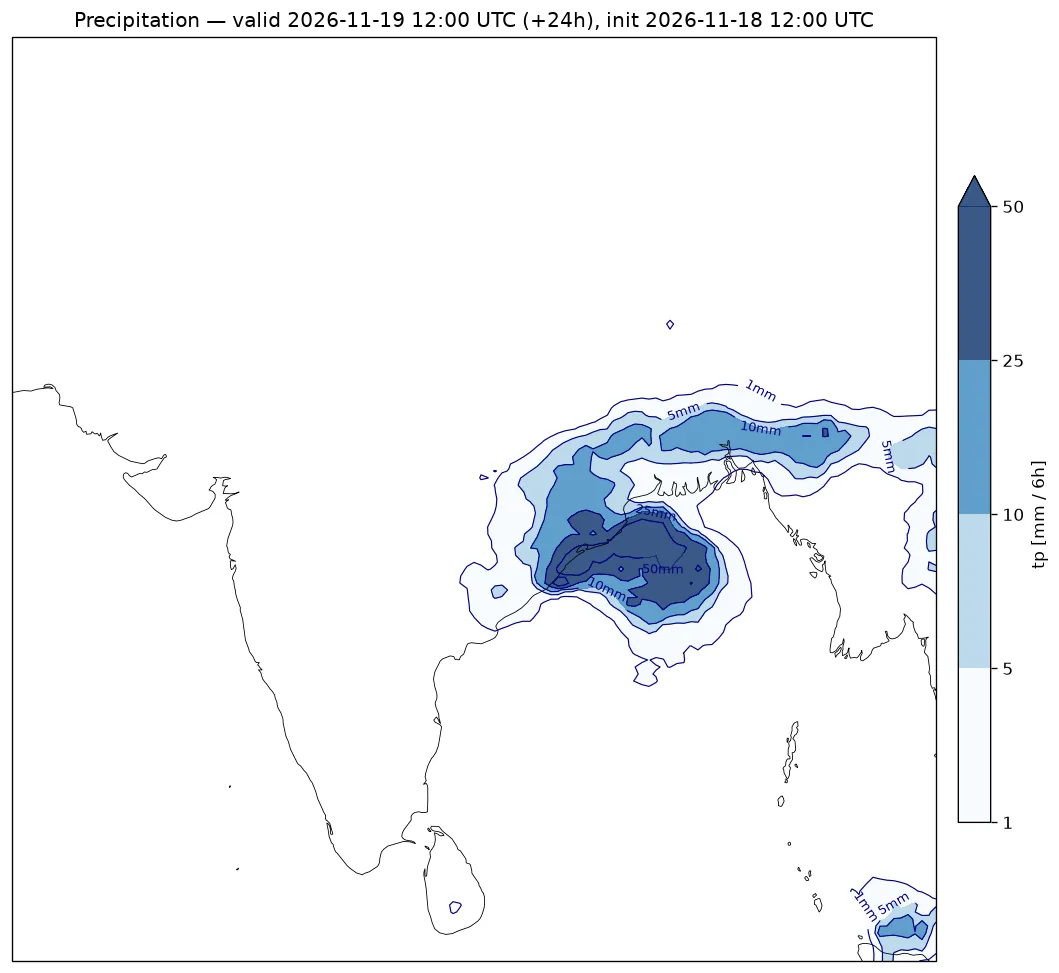 Precipitation — valid 2026-11-19 12:00 UTC (+24h), init 2026-11-18 12:00 UTC
1mm
5mm
10mm
5mm
25mm
50mm
10mm
1mm
5mm
50
25
10
5
1
tp [mm / 6h]